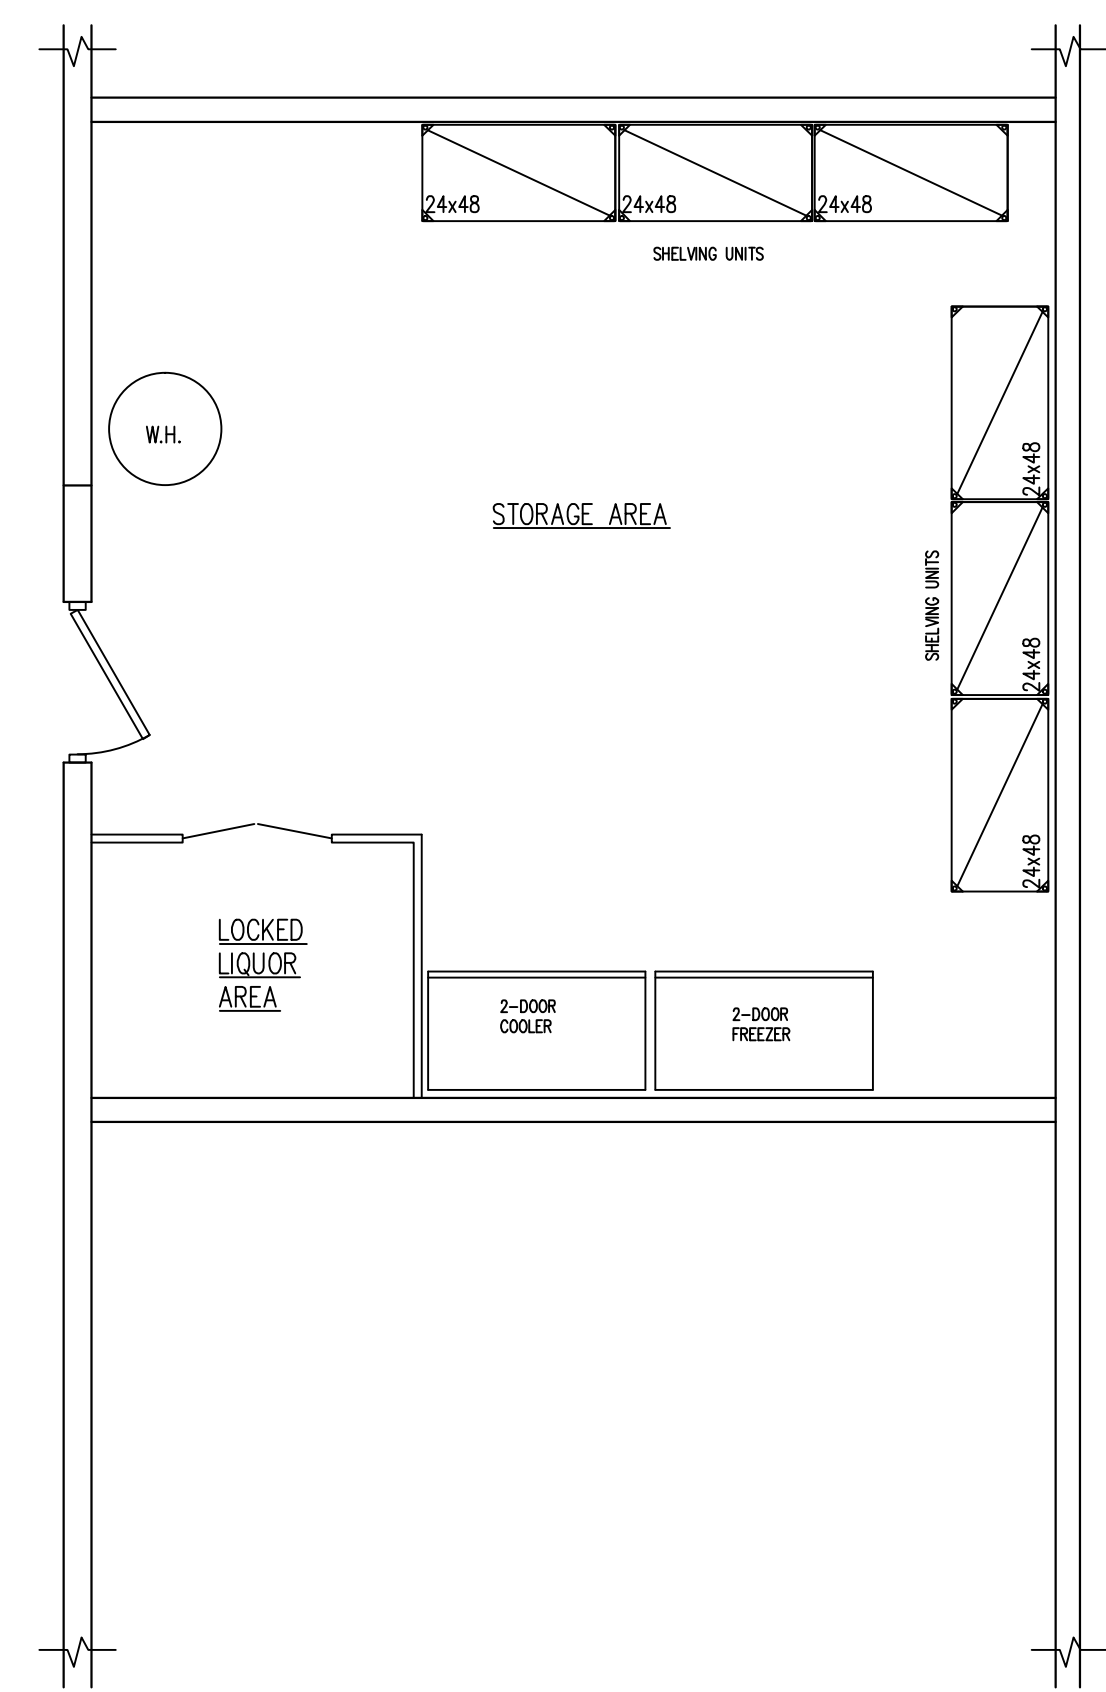 24x48
24x48
24x48
SHELVING UNITS
W.H.
24x48
STORAGE AREA
SHELVING UNITS
24x48
24x48
LOCKED
LIQUOR
AREA
2-DOOR
COOLER
2-DOOR
FREEZER